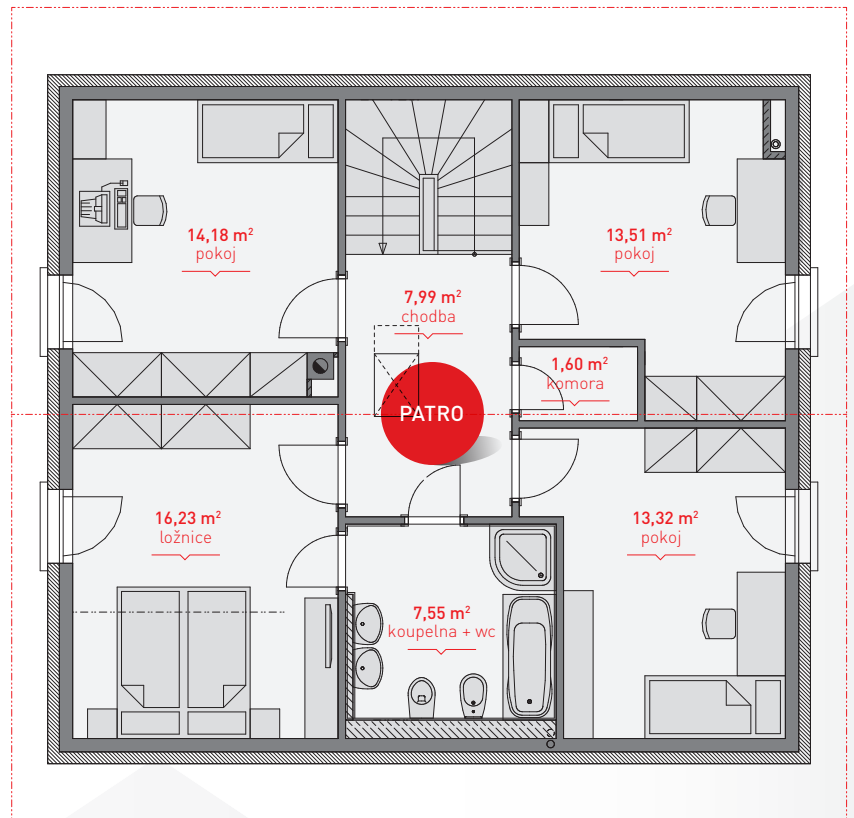 14,18 m²
pokoj
13,51 m²
pokoj
7,99 m²
chodba
1,60 m²
komora
PATRO
16,23 m²
ložnice
13,32 m²
pokoj
7,55 m²
koupelna + wc